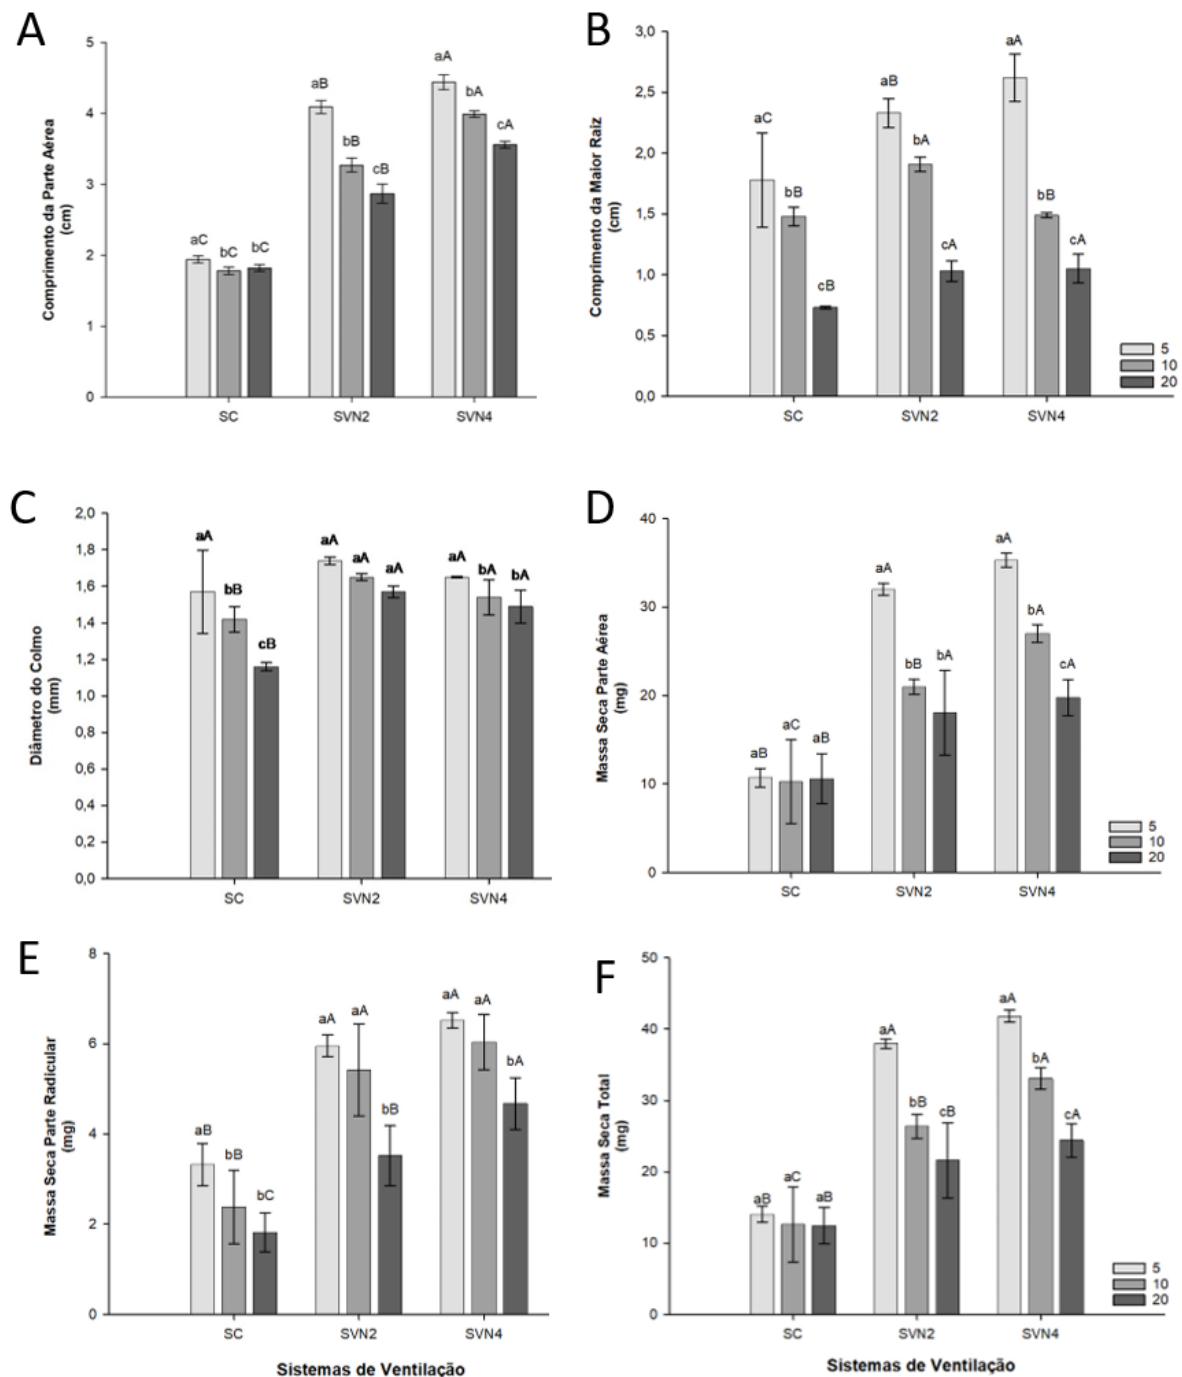 A
Comprimento da Parte Aérea
(cm)
5
4
3
2
1
0
aC
bC
bC
aB
bB
cB
aA
bA
cA
SC
SVN2
SVN4
B
Comprimento da Maior Raiz
(cm)
3,0
2,5
2,0
1,5
1,0
0,5
0,0
aC
bB
cB
aB
bA
cA
aA
bB
cA
SC
SVN2
SVN4
5
10
20
C
Diâmetro do Colmo
(mm)
2,0
1,8
1,6
1,4
1,2
1,0
0,8
0,6
0,4
0,2
0,0
aA
bB
cB
aA
aA
aA
aA
bA
bA
SC
SVN2
SVN4
D
Massa Seca Parte Aérea
(mg)
40
30
20
10
0
aB
aC
aB
aA
bB
bA
aA
bA
cA
SC
SVN2
SVN4
5
10
20
E
Massa Seca Parte Radicular
(mg)
8
6
4
2
0
aB
bB
bC
aA
aA
bB
aA
aA
bA
SC
SVN2
SVN4
Sistemas de Ventilação
F
Massa Seca Total
(mg)
50
40
30
20
10
0
aB
aC
aB
aA
bB
cB
aA
bA
cA
SC
SVN2
SVN4
5
10
20
Sistemas de Ventilação